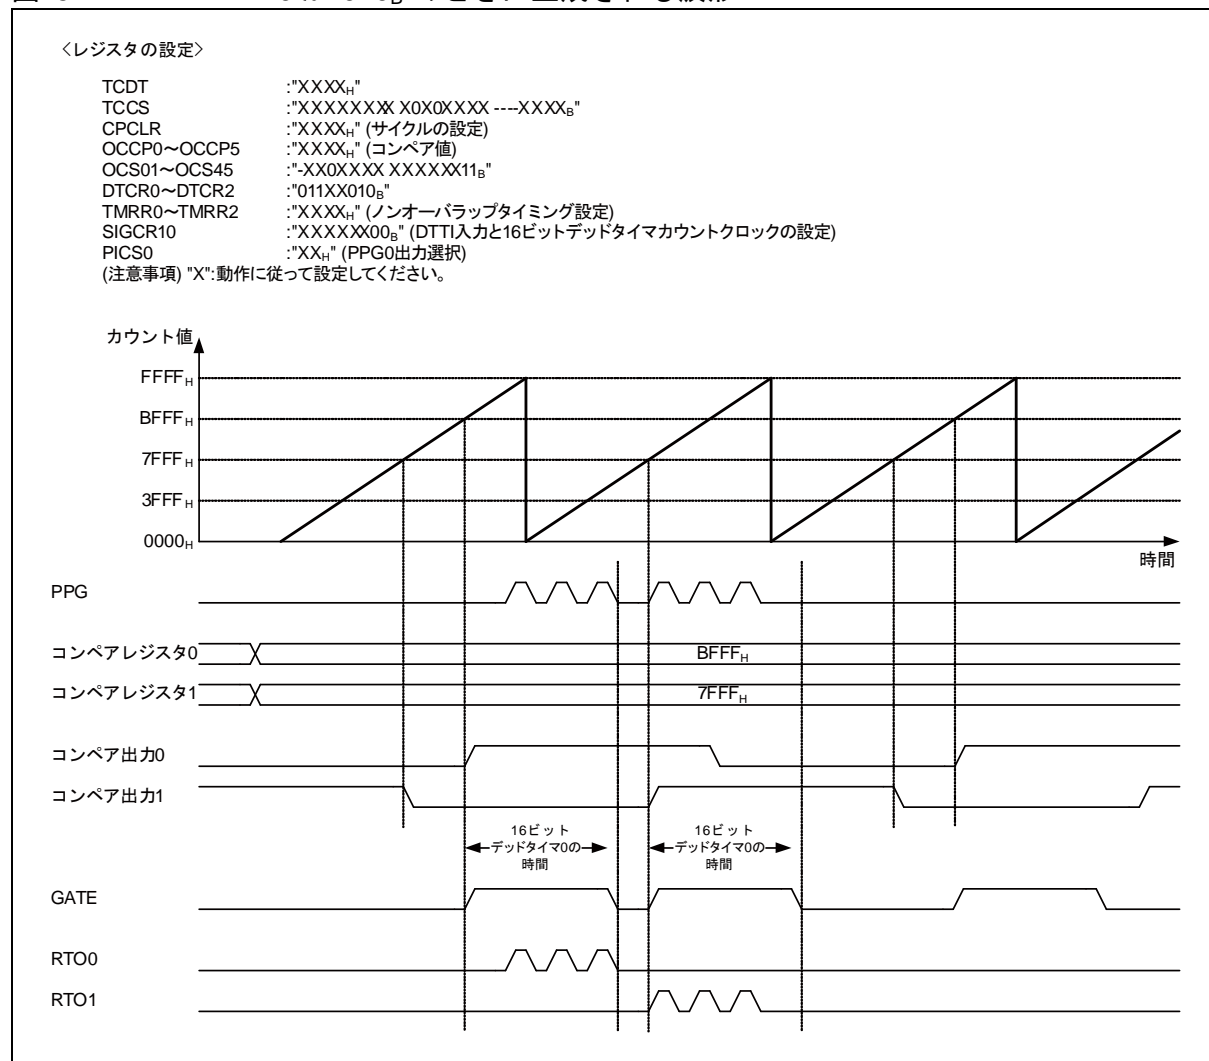 〈レジスタの設定〉
TCDT :"XXXXH"
TCCS :"XXXXXXXX X0X0XXXX ----XXXXB"
CPCLR :"XXXXH" (サイクルの設定)
OCCP0～OCCP5 :"XXXXH" (コンペア値)
OCS01～OCS45 :"-XX0XXXX XXXXXX11B"
DTCR0～DTCR2 :"011XX010B"
TMRR0～TMRR2 :"XXXXH" (ノンオーバラップタイミング設定)
SIGCR10 :"XXXXXX00B" (DTTI入力と16ビットデッドタイマカウントクロックの設定)
PICS0 :"XXH" (PPG0出力選択)
(注意事項) "X":動作に従って設定してください。
カウント値
FFFFH
BFFFH
7FFFH
3FFFH
0000H
時間
PPG
コンペアレジスタ0 BFFFH
コンペアレジスタ1 7FFFH
コンペア出力0
コンペア出力1
16ビット
デッドタイマ0の
時間
16ビット
デッドタイマ0の
時間
GATE
RTO0
RTO1